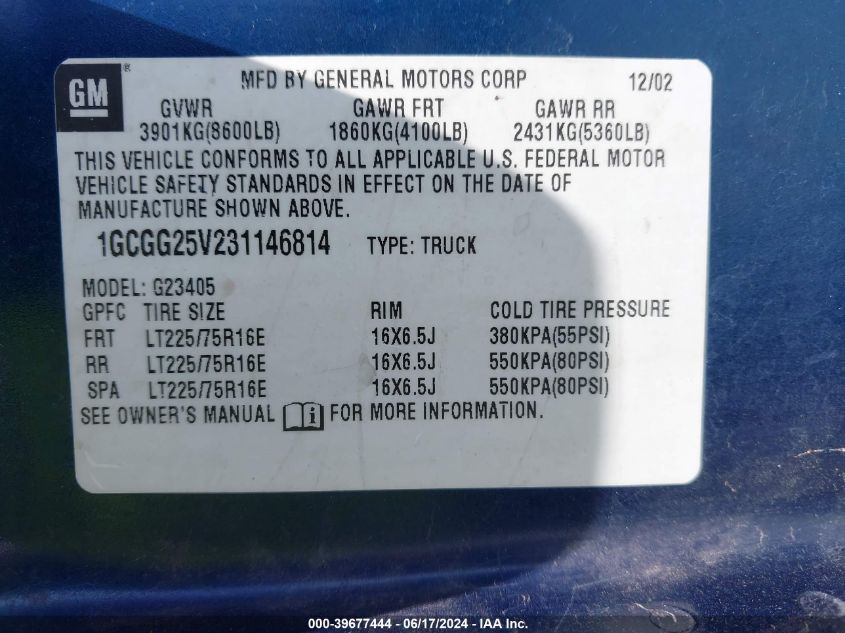 GM ®
MFD BY GENERAL MOTORS CORP 12/02
GVWR GAWR FRT GAWR RR
3901KG(8600LB) 1860KG(4100LB) 2431KG(5360LB)
THIS VEHICLE CONFORMS TO ALL APPLICABLE U.S. FEDERAL MOTOR
VEHICLE SAFETY STANDARDS IN EFFECT ON THE DATE OF
MANUFACTURE SHOWN ABOVE.
1GCGG25V231146814 TYPE: TRUCK
MODEL: G23405
GPFC TIRE SIZE RIM COLD TIRE PRESSURE
FRT LT225/75R16E 16X6.5J 380KPA(55PSI)
RR LT225/75R16E 16X6.5J 550KPA(80PSI)
SPA LT225/75R16E 16X6.5J 550KPA(80PSI)
SEE OWNER'S MANUAL i FOR MORE INFORMATION.
000-39677444 - 06/17/2024 - IAA Inc.